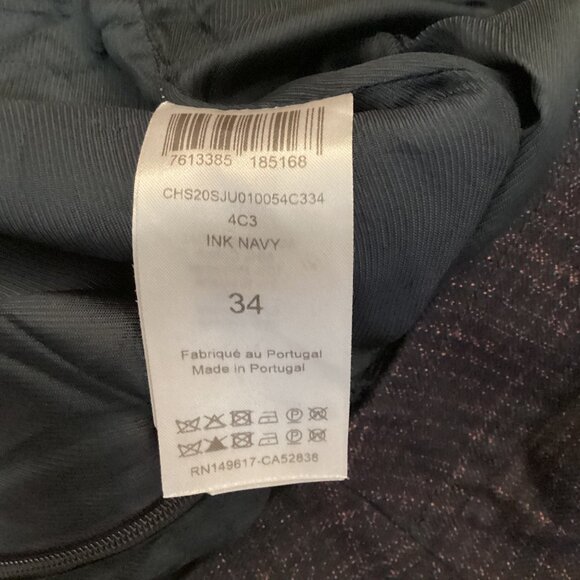 7613385 185168
CHS20SJU010054C334
4C3
INK NAVY
34
Fabriqué au Portugal
Made in Portugal
RN149617-CA52838